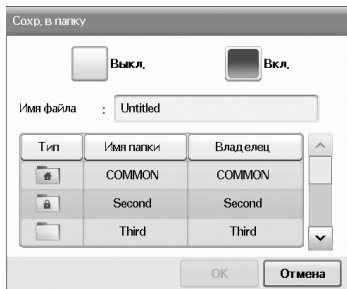 Сохр. в папку
Выкл. Вкл.
Имя файла : Untitled
Тип Имя папки Владелец
COMMON COMMON
Second Second
Third Third
OK Отмена